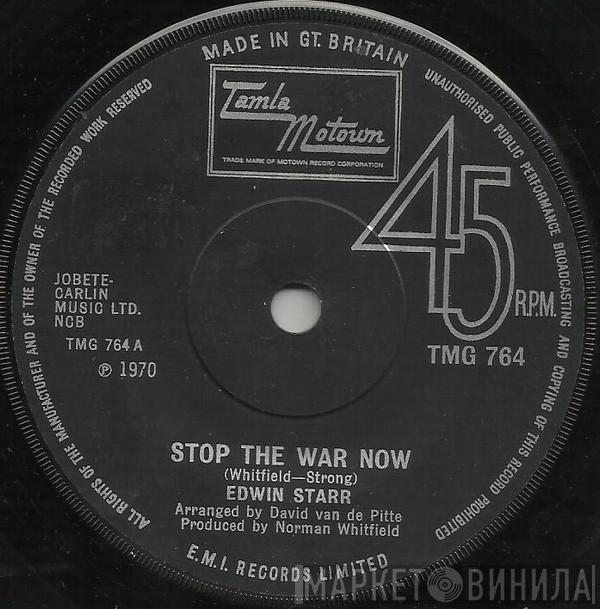 MADE IN GT. BRITAIN
Tamla
Motown
TRADE MARK OF MOTOWN RECORD CORPORATION
45
R.P.M.
TMG 764
JOBETE-
CARLIN
MUSIC LTD.
NCB
TMG 764 A
℗ 1970
STOP THE WAR NOW
(Whitfield—Strong)
EDWIN STARR
Arranged by David van de Pitte
Produced by Norman Whitfield
E.M.I. RECORDS LIMITED
ALL RIGHTS OF THE MANUFACTURER AND OF THE OWNER OF THE RECORDED WORK RESERVED
UNAUTHORISED PUBLIC PERFORMANCE BROADCASTING AND COPYING OF THIS RECORD PROHIBITED
МАРКЕТ ВИНИЛА